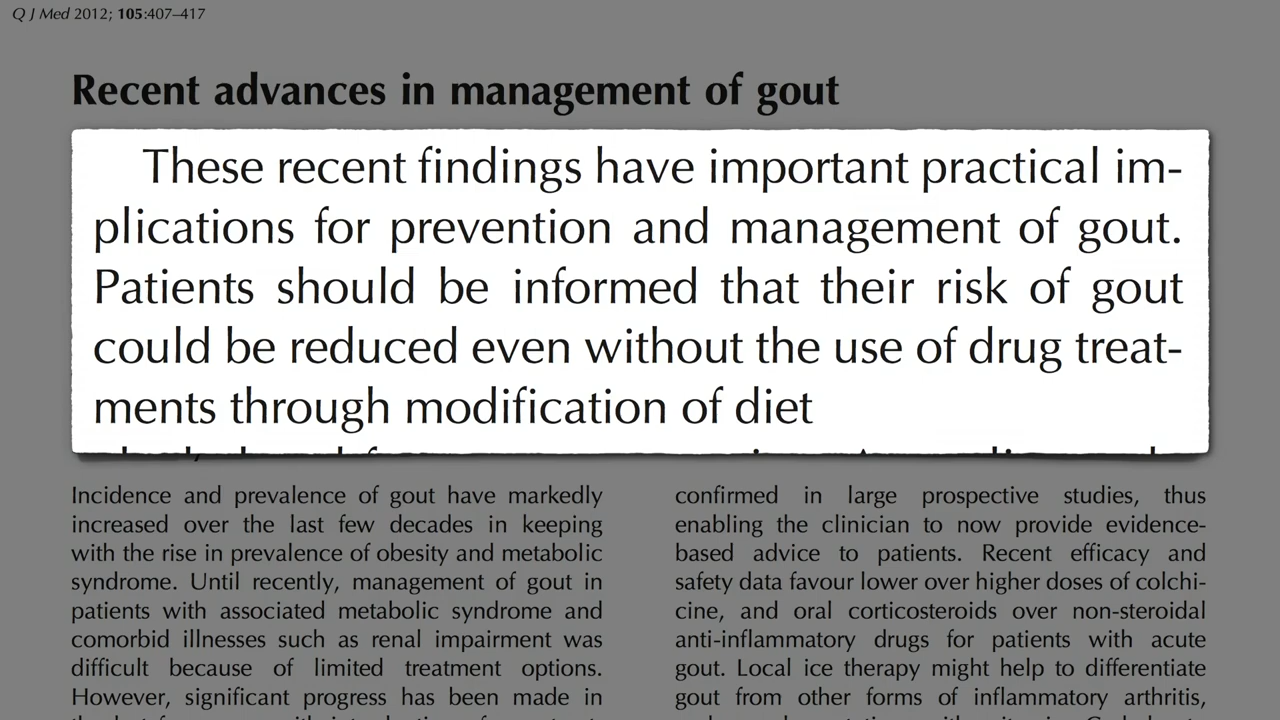 Q J Med 2012; 105:407–417
Recent advances in management of gout
These recent findings have important practical im-
plications for prevention and management of gout.
Patients should be informed that their risk of gout
could be reduced even without the use of drug treat-
ments through modification of diet
Incidence and prevalence of gout have markedly
increased over the last few decades in keeping
with the rise in prevalence of obesity and metabolic
syndrome. Until recently, management of gout in
patients with associated metabolic syndrome and
comorbid illnesses such as renal impairment was
difficult because of limited treatment options.
However, significant progress has been made in
confirmed in large prospective studies, thus
enabling the clinician to now provide evidence-
based advice to patients. Recent efficacy and
safety data favour lower over higher doses of colchi-
cine, and oral corticosteroids over non-steroidal
anti-inflammatory drugs for patients with acute
gout. Local ice therapy might help to differentiate
gout from other forms of inflammatory arthritis,